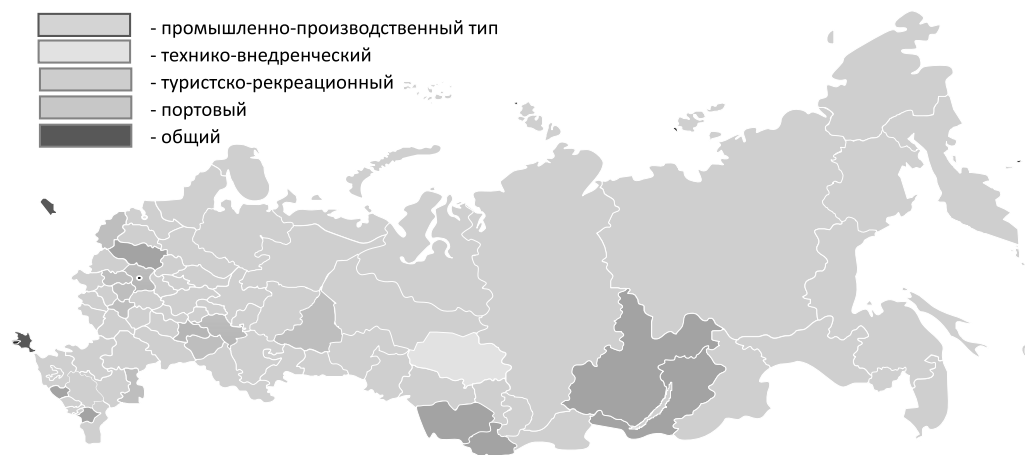 - промышленно-производственный тип
- технико-внедренческий
- туристско-рекреационный
- портовый
- общий